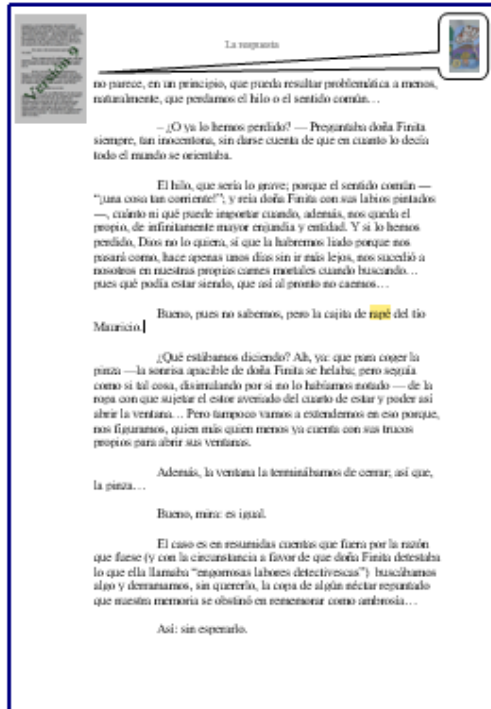 Versión 9
La respuesta
no parece, en un principio, que pueda resultar problemática a menos,
naturalmente, que perdamos el hilo o el sentido común…
– ¿O ya lo hemos perdido? — Preguntaba doña Finita
siempre, tan inocentona, sin darse cuenta de que en cuanto lo decía
todo el mundo se orientaba.
El hilo, que sería lo grave; porque el sentido común —
“¡una cosa tan corriente!”; y reía doña Finita con sus labios pintados
—, cuánto ni qué puede importar cuando, además, nos queda el
propio, de infinitamente mayor enjundia y entidad. Y si lo hemos
perdido, Dios no lo quiera, sí que la habremos liado porque nos
pasará como, hace apenas unos días sin ir más lejos, nos sucedió a
nosotros en nuestras propias carnes mortales cuando buscando…
pues qué podía estar siendo, que así al pronto no caemos…
Bueno, pues no sabemos, pero la cajita de rapé del tío
Mauricio.
¿Qué estábamos diciendo? Ah, ya: que para coger la
pinza —la sonrisa apacible de doña Finita se helaba; pero seguía
como si tal cosa, disimulando por si no lo habíamos notado — de la
ropa con que sujetar el estor averiado del cuarto de estar y poder así
abrir la ventana… Pero tampoco vamos a extendernos en eso porque,
nos figuramos, quien más quien menos ya cuenta con sus trucos
propios para abrir sus ventanas.
Además, la ventana la terminábamos de cerrar; así que,
la pinza…
Bueno, mira: es igual.
El caso es en resumidas cuentas que fuera por la razón
que fuese (y con la circunstancia a favor de que doña Finita detestaba
lo que ella llamaba “engorrosas labores detectivescas”) buscábamos
algo y derramamos, sin quererlo, la copa de algún néctar repuntado
que nuestra memoria se obstinó en rememorar como ambrosía…
Así: sin esperarlo.